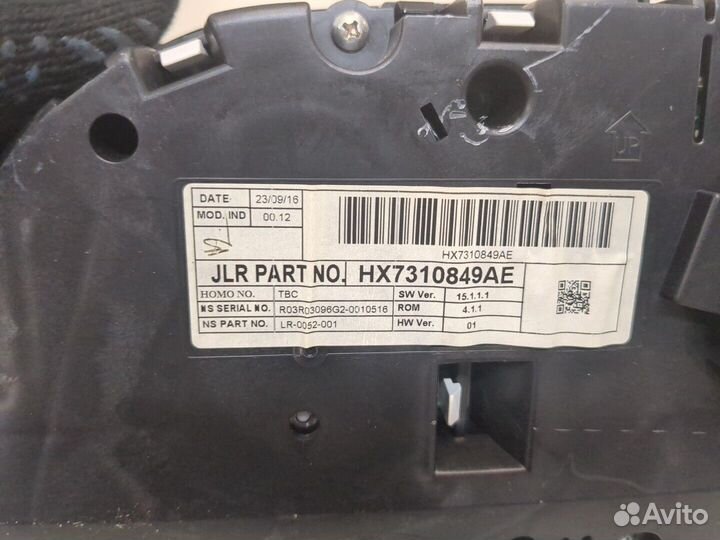 DATE 23/09/16
MOD. IND 00.12
HX7310849AE
JLR PART NO. HX7310849AE
HOMO NO. TBC SW Ver. 15.1.1.1
NS SERIAL NO. R03R03096G2-0010516 ROM 4.1.1
NS PART NO. LR-0052-001 HW Ver. 01
UP
Avito